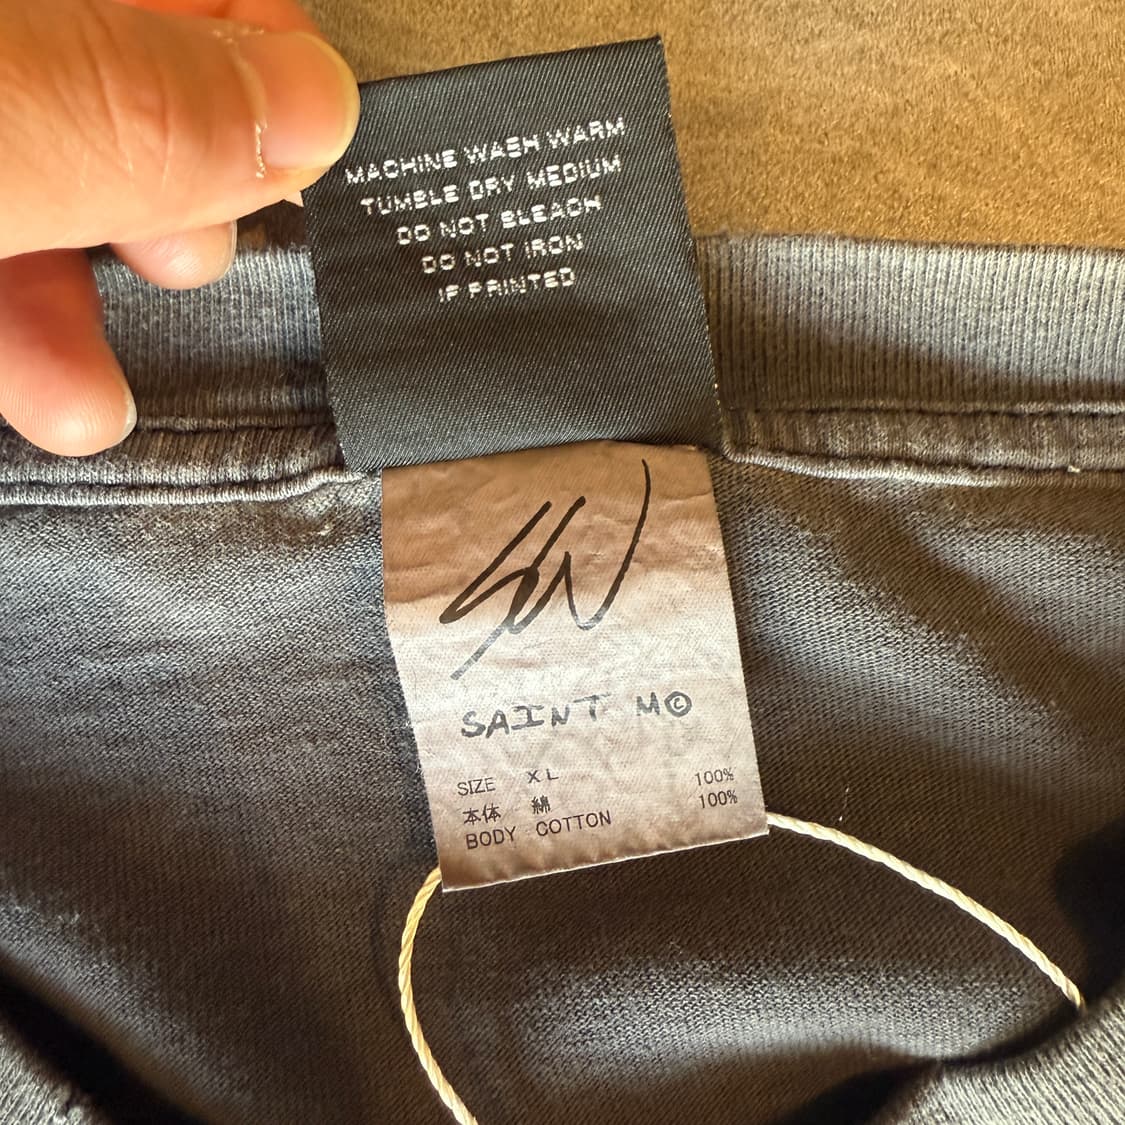 MACHINE WASH WARM
TUMBLE DRY MEDIUM
DO NOT BLEACH
DO NOT IRON
IF PRINTED
SAINT M©
SIZE XL 100%
本体 綿 100%
BODY COTTON